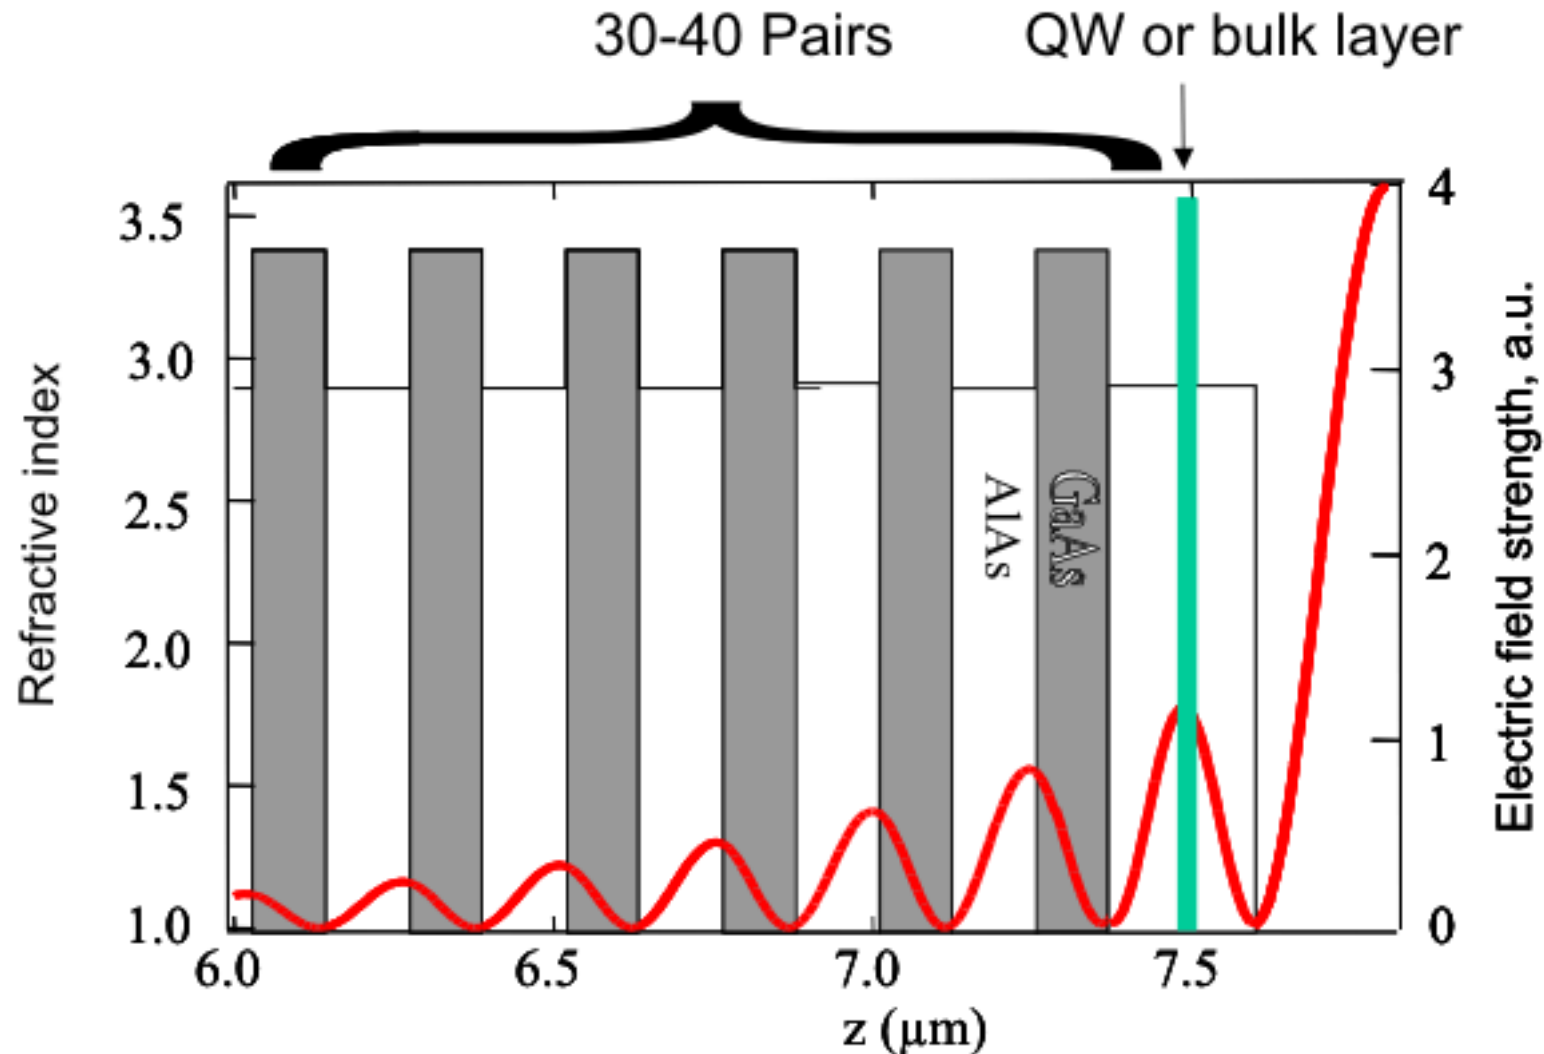 30-40 Pairs
QW or bulk layer
Refractive index
3.5
3.0
2.5
2.0
1.5
1.0
AlAs
GaAs
4
3
2
1
0
Electric field strength, a.u.
6.0
6.5
7.0
7.5
z (µm)